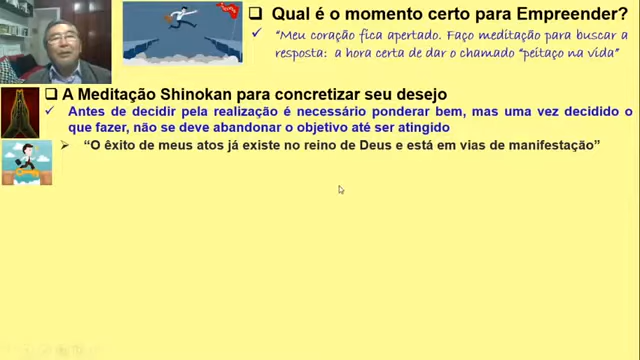 Qual é o momento certo para Empreender?
"Meu coração fica apertado. Faço meditação para buscar a
resposta: a hora certa de dar o chamado "peitaço na vida"
A Meditação Shinokan para concretizar seu desejo
Antes de decidir pela realização é necessário ponderar bem, mas uma vez decidido o
que fazer, não se deve abandonar o objetivo até ser atingido
"O êxito de meus atos já existe no reino de Deus e está em vias de manifestação"